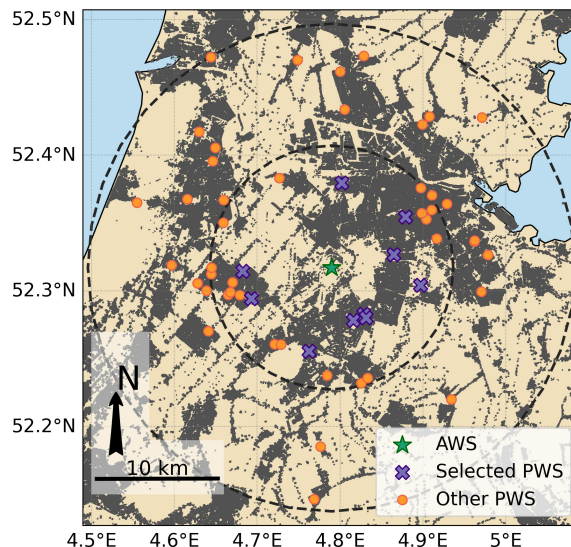 52.5°N
52.4°N
52.3°N
52.2°N
N
10 km
AWS
Selected PWS
Other PWS
4.5°E 4.6°E 4.7°E 4.8°E 4.9°E 5°E